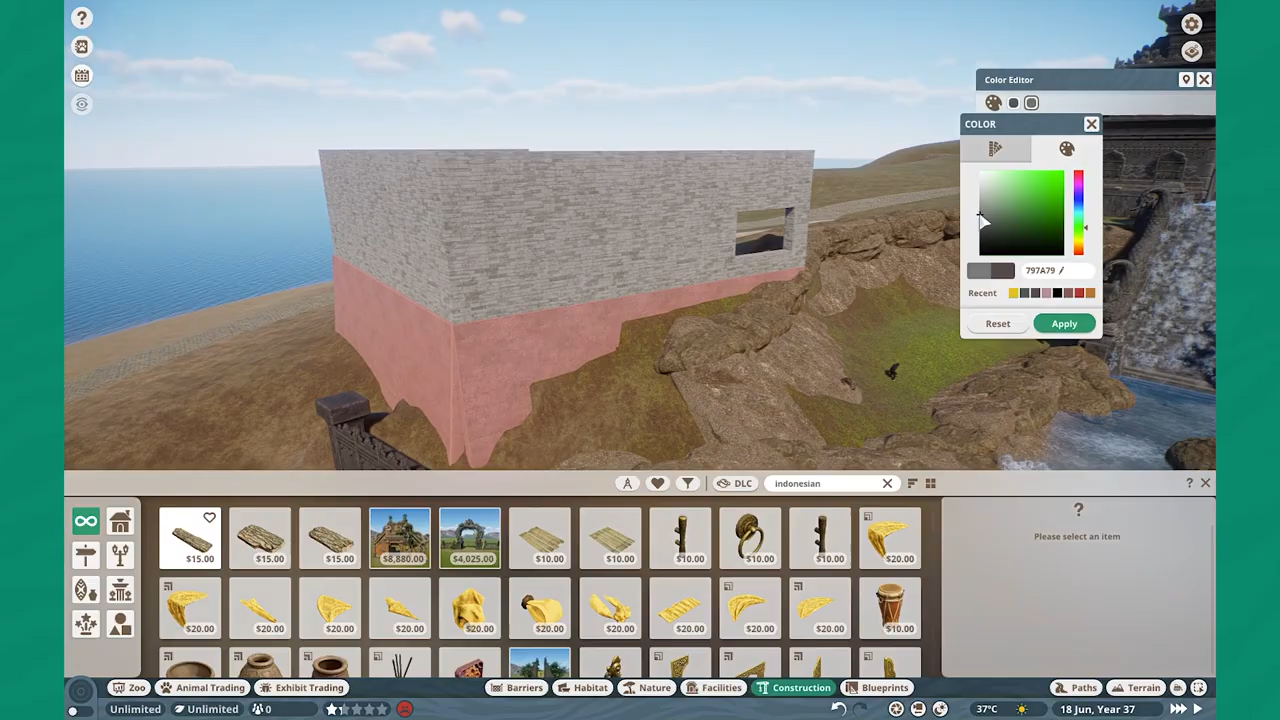 ?
Color Editor
COLOR
797A79 /
Recent
Reset
Apply
DLC
indonesian
?
$15.00
$15.00
$15.00
$8,880.00
$4,025.00
$10.00
$10.00
$10.00
$10.00
$10.00
$20.00
?
Please select an item
$20.00
$20.00
$20.00
$20.00
$20.00
$20.00
$20.00
$20.00
$20.00
$20.00
$10.00
Zoo
Animal Trading
Exhibit Trading
Barriers
Habitat
Nature
Facilities
Construction
Blueprints
Paths
Terrain
Unlimited
Unlimited
0
37°C
18 Jun, Year 37